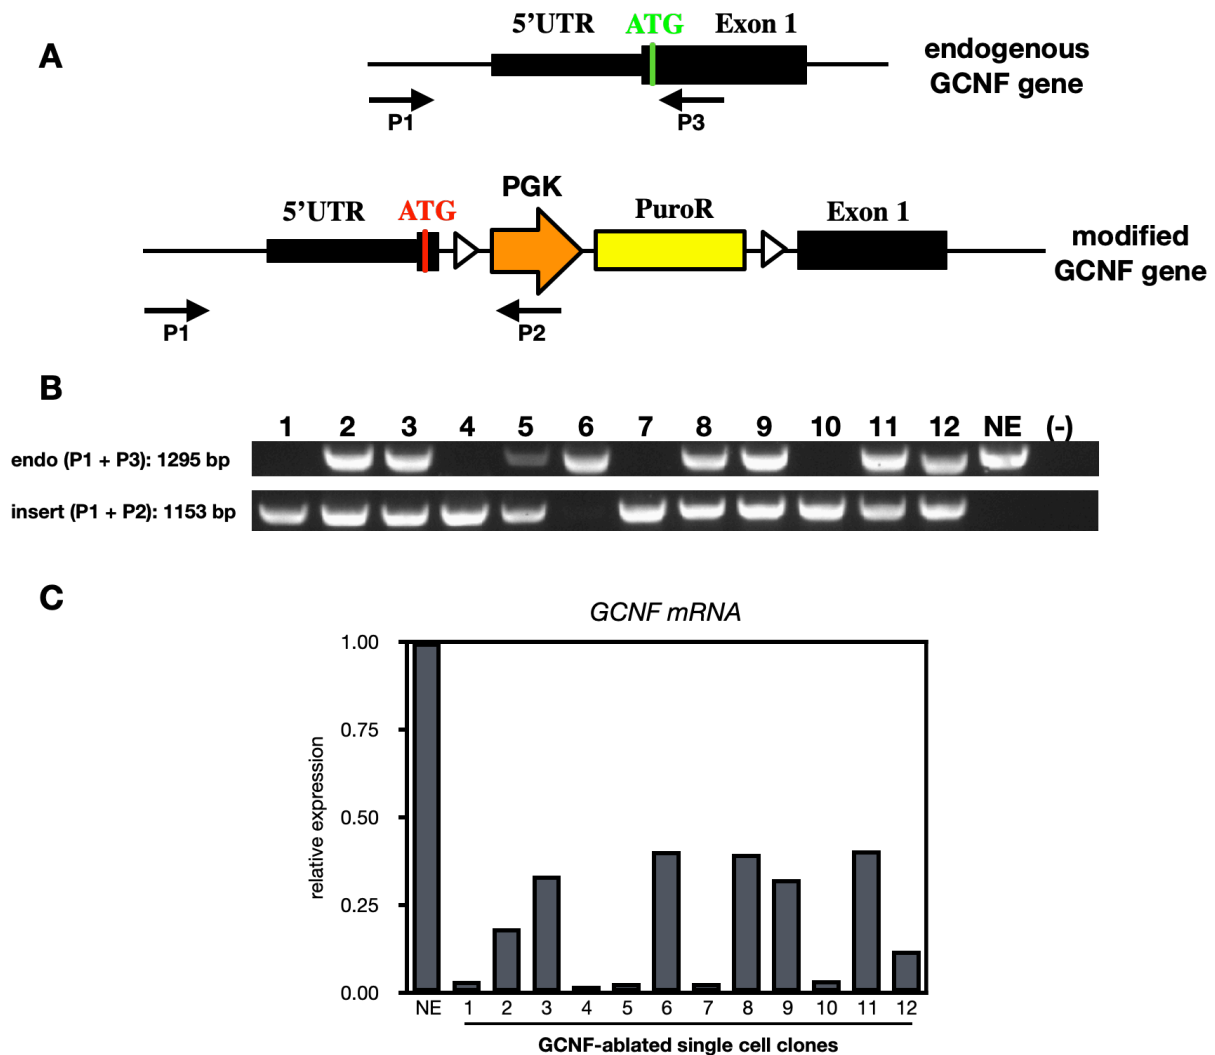 A
5’UTR ATG Exon 1
endogenous
GCNF gene
P1 P3
PGK
5’UTR ATG PuroR Exon 1
modified
GCNF gene
P1 P2
B
1 2 3 4 5 6 7 8 9 10 11 12 NE (-)
endo (P1 + P3): 1295 bp
insert (P1 + P2): 1153 bp
C
GCNF mRNA
relative expression
1.00
0.75
0.50
0.25
0.00
NE 1 2 3 4 5 6 7 8 9 10 11 12
GCNF-ablated single cell clones